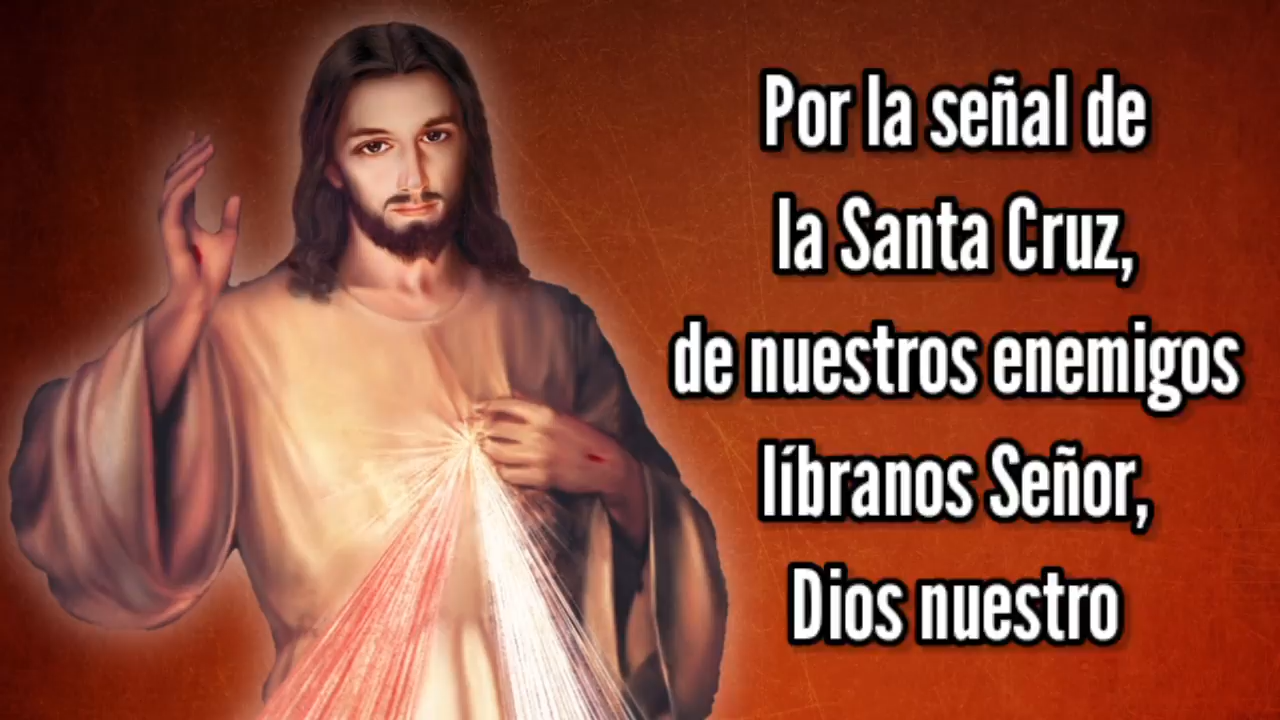 Por la señal de
la Santa Cruz,
de nuestros enemigos
líbranos Señor,
Dios nuestro